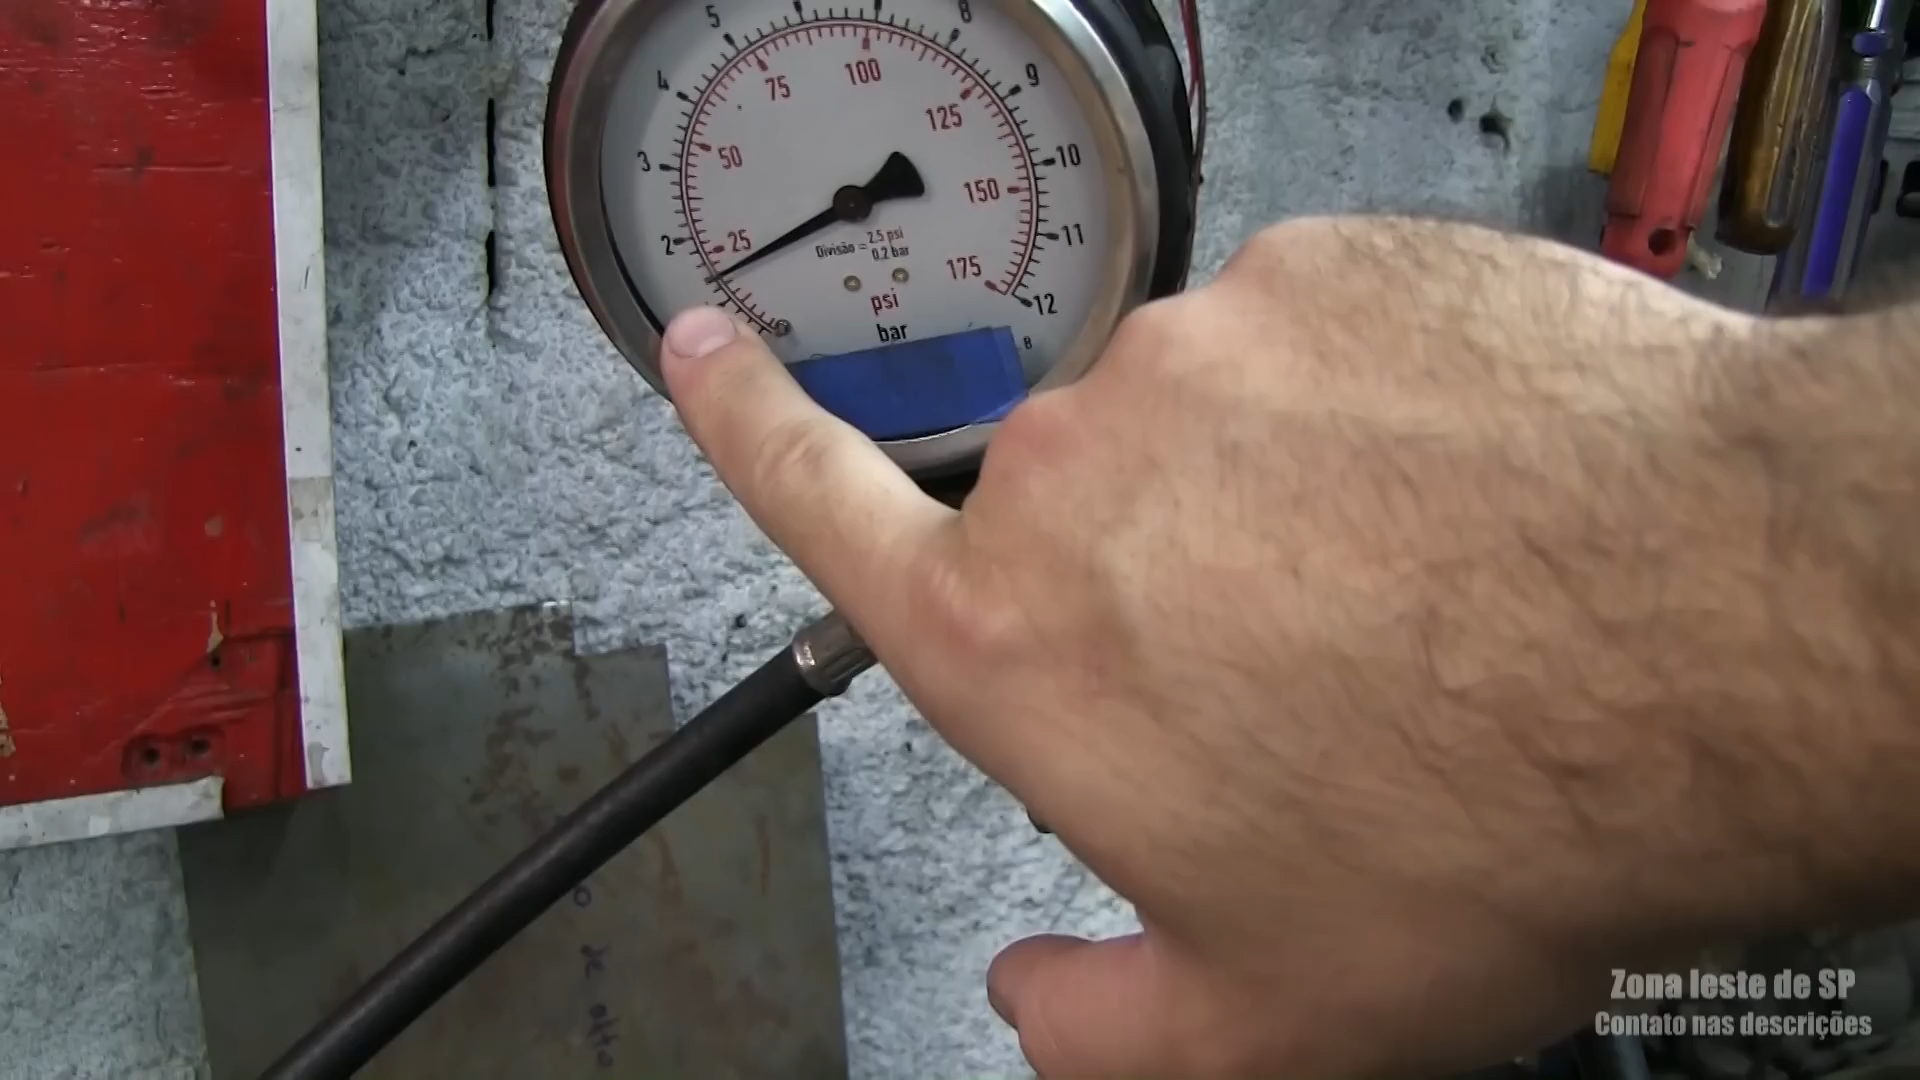 5 8
4 75 100 9
3 50 125 10
2 25 150 11
Divisão = 2.5 psi
0.2 bar
175 12
psi
bar
B
Zona leste de SP
Contato nas descrições